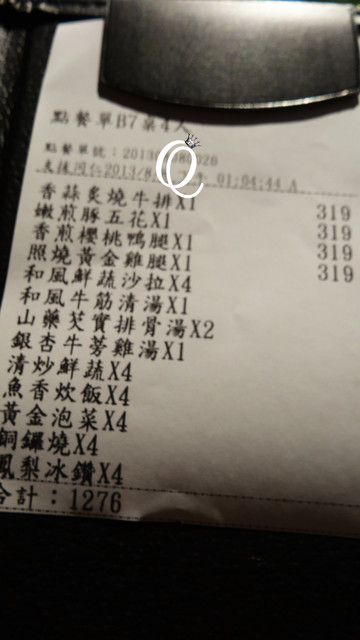 點餐單B7桌4人
點餐單號：2013
Q
01:04:44 A
香蒜炙燒牛排X1 319
嫩煎豚五花X1 319
香煎櫻桃鴨腿X1 319
照燒黃金雞腿X1 319
和風鮮蔬沙拉X4
和風牛筋清湯X1
山藥芡實排骨湯X2
銀杏牛蒡雞湯X1
清炒鮮蔬X4
魚香炊飯X4
黃金泡菜X4
銅鑼燒X4
鳳梨冰鑽X4
合計：1276